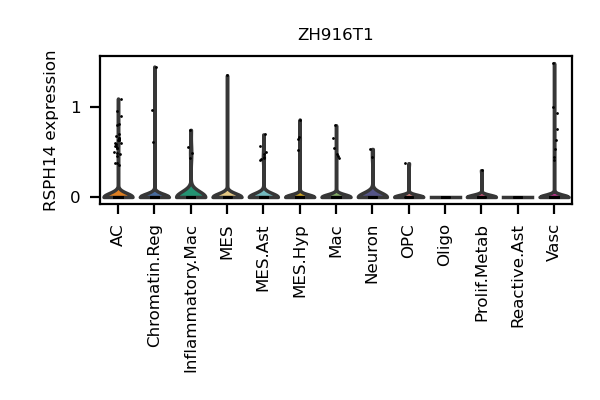 ZH916T1
RSPH14 expression
1
0
AC
Chromatin.Reg
Inflammatory.Mac
MES
MES.Ast
MES.Hyp
Mac
Neuron
OPC
Oligo
Prolif.Metab
Reactive.Ast
Vasc